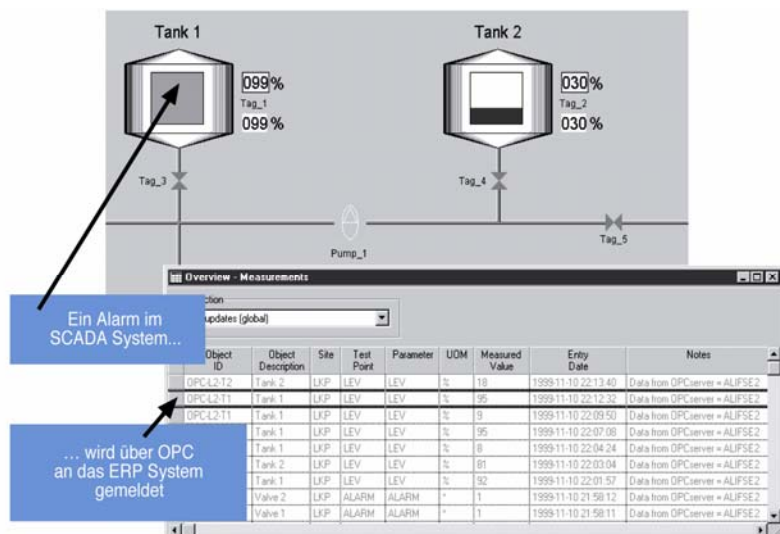 Tank 1
Tank 2
099%
Tag_1
099%
030%
Tag_2
030%
Tag_3
Tag_4
Pump_1
Tag_5
Overview - Measurements
updates (global)
Ein Alarm im
SCADA System...
Object ID Object Description Site Test Point Parameter UOM Measured Value Entry Date Notes
OPC-L2-T2 Tank 2 LKP LEV LEV % 18 1999-11-10 22:13:40 Data from OPCserver = ALIFSE2
OPC-L2-T1 Tank 1 LKP LEV LEV % 95 1999-11-10 22:12:32 Data from OPCserver = ALIFSE2
OPC-L2-T1 Tank 1 LKP LEV LEV % 9 1999-11-10 22:09:50 Data from OPCserver = ALIFSE2
Tank 1 LKP LEV LEV % 95 1999-11-10 22:07:08 Data from OPCserver = ALIFSE2
Tank 1 LKP LEV LEV % 8 1999-11-10 22:04:24 Data from OPCserver = ALIFSE2
Tank 2 LKP LEV LEV % 81 1999-11-10 22:03:04 Data from OPCserver = ALIFSE2
Tank 1 LKP LEV LEV % 92 1999-11-10 22:01:57 Data from OPCserver = ALIFSE2
Valve 2 LKP ALARM ALARM * 1 1999-11-10 21:58:12 Data from OPCserver = ALIFSE2
Valve 1 LKP ALARM ALARM * 1 1999-11-10 21:58:11 Data from OPCserver = ALIFSE2
... wird über OPC
an das ERP System
gemeldet